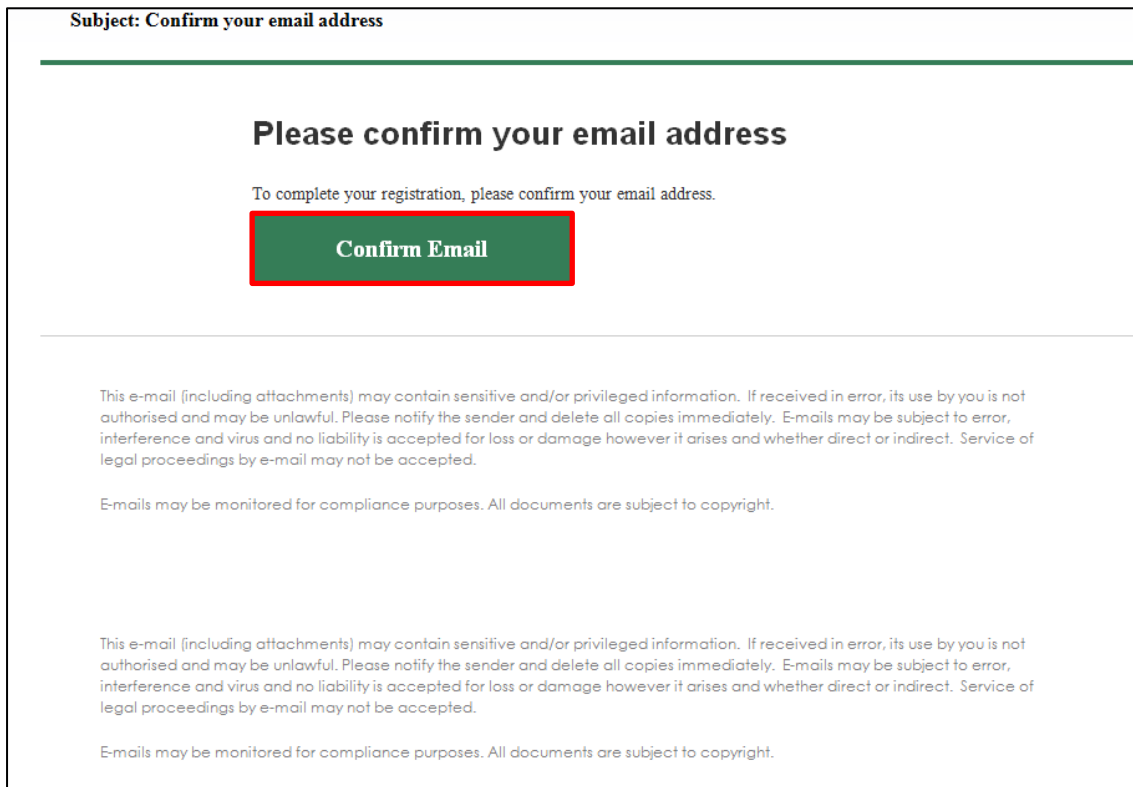 Subject: Confirm your email address
Please confirm your email address
To complete your registration, please confirm your email address.
Confirm Email
This e-mail (including attachments) may contain sensitive and/or privileged information.  If received in error, its use by you is not
authorised and may be unlawful. Please notify the sender and delete all copies immediately.  E-mails may be subject to error,
interference and virus and no liability is accepted for loss or damage however it arises and whether direct or indirect.  Service of
legal proceedings by e-mail may not be accepted.
E-mails may be monitored for compliance purposes. All documents are subject to copyright.
This e-mail (including attachments) may contain sensitive and/or privileged information.  If received in error, its use by you is not
authorised and may be unlawful. Please notify the sender and delete all copies immediately.  E-mails may be subject to error,
interference and virus and no liability is accepted for loss or damage however it arises and whether direct or indirect.  Service of
legal proceedings by e-mail may not be accepted.
E-mails may be monitored for compliance purposes. All documents are subject to copyright.